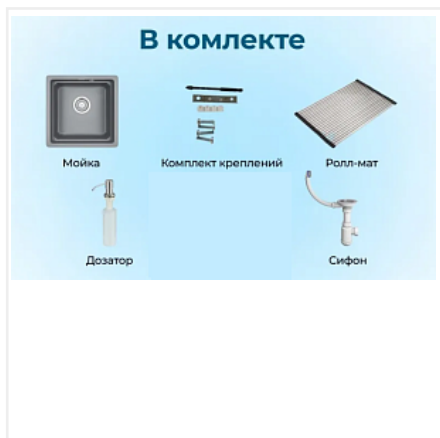 В комлекте
Мойка
Комплект креплений
Ролл-мат
Дозатор
Сифон